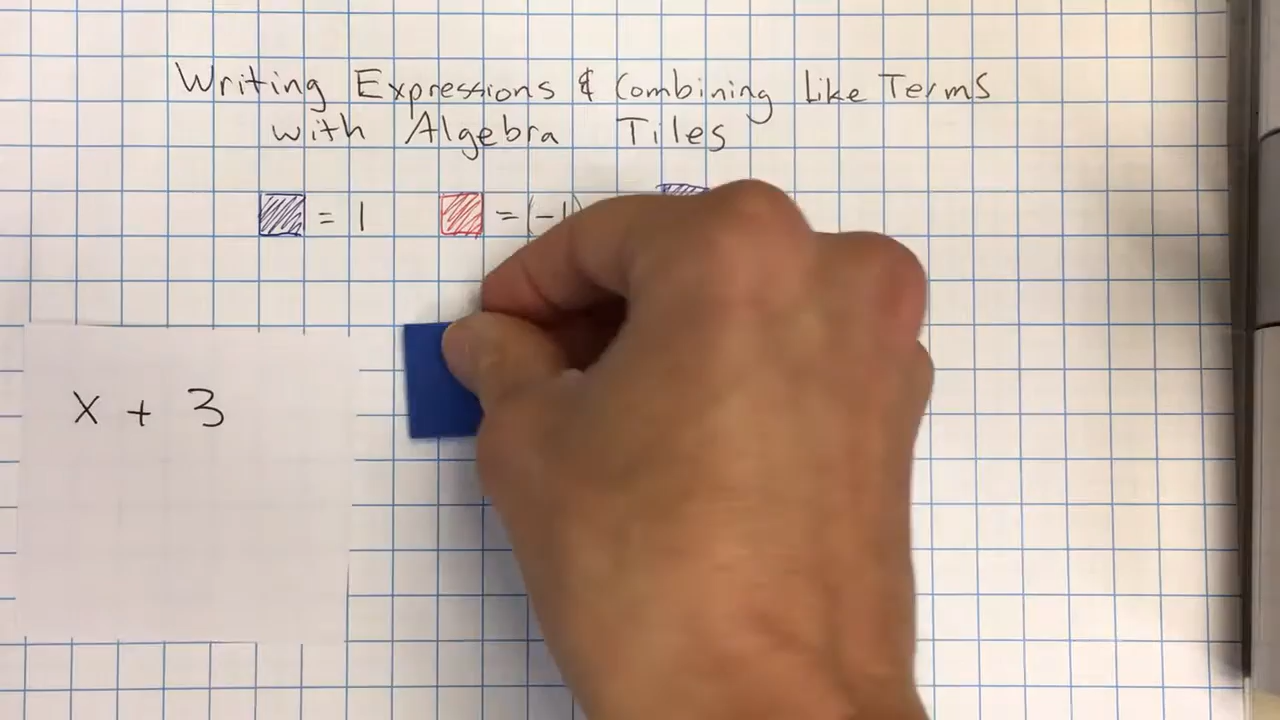 Writing Expressions & Combining Like Terms
with Algebra Tiles
= 1 = (-1)
x + 3